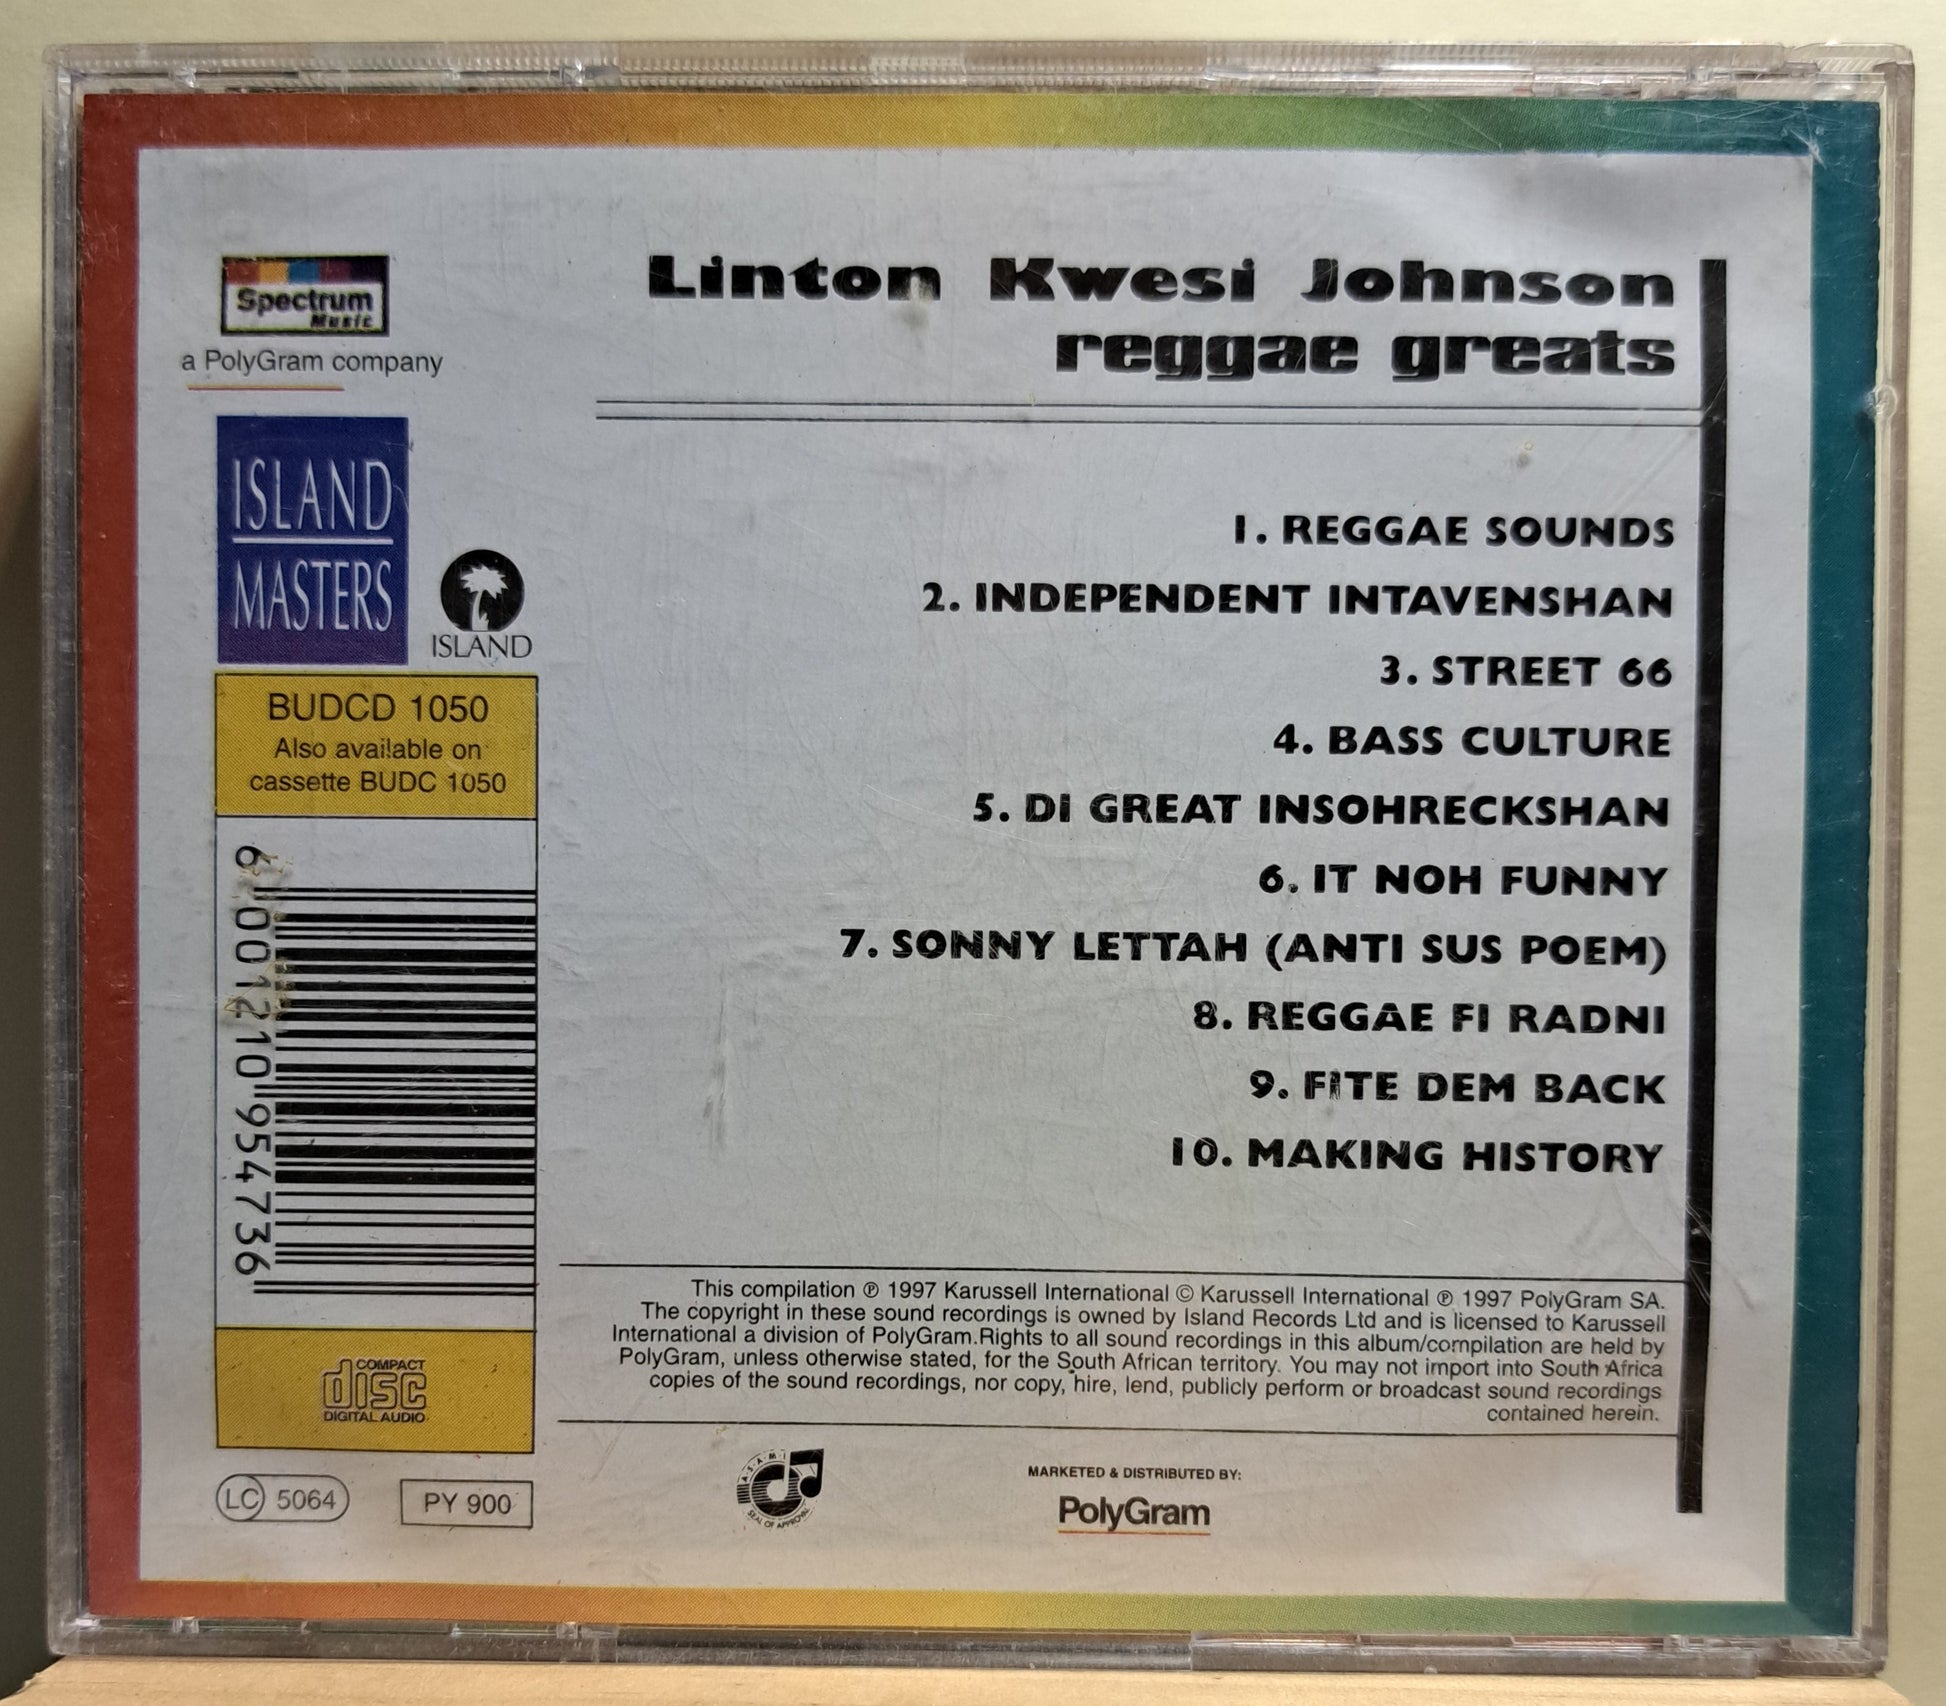 Spectrum
Music
a PolyGram company
ISLAND
MASTERS
ISLAND
BUDCD 1050
Also available on
cassette BUDC 1050
6 001210 954736
COMPACT
disc
DIGITAL AUDIO
LC 5064
PY 900
Linton Kwesi Johnson
reggae greats
1. REGGAE SOUNDS
2. INDEPENDENT INTAVENSHAN
3. STREET 66
4. BASS CULTURE
5. DI GREAT INSOHRECKSHAN
6. IT NOH FUNNY
7. SONNY LETTAH (ANTI SUS POEM)
8. REGGAE FI RADNI
9. FITE DEM BACK
10. MAKING HISTORY
This compilation ℗ 1997 Karussell International © Karussell International ℗ 1997 PolyGram SA.
The copyright in these sound recordings is owned by Island Records Ltd and is licensed to Karussell
International a division of PolyGram.Rights to all sound recordings in this album/compilation are held by
PolyGram, unless otherwise stated, for the South African territory. You may not import into South Africa
copies of the sound recordings, nor copy, hire, lend, publicly perform or broadcast sound recordings
contained herein.
A·S·A·M·I
SEAL OF APPROVAL
MARKETED & DISTRIBUTED BY:
PolyGram